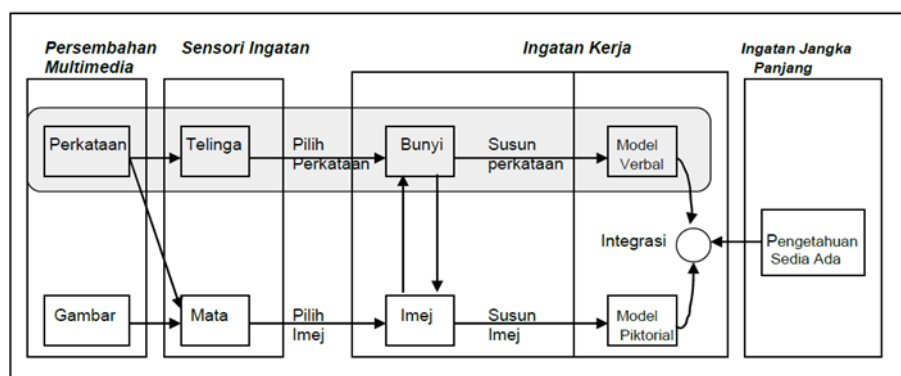 Persembahan
Multimedia
Sensori Ingatan
Ingatan Kerja
Ingatan Jangka
Panjang
Perkataan
Telinga
Pilih
Perkataan
Bunyi
Susun
perkataan
Model
Verbal
Integrasi
Pengetahuan
Sedia Ada
Gambar
Mata
Pilih
Imej
Imej
Susun
Imej
Model
Piktorial